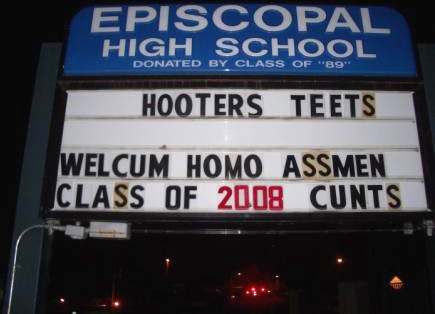 EPISCOPAL
HIGH SCHOOL
DONATED BY CLASS OF "89"
HOOTERS TEETS
WELCUM HOMO ASSMEN
CLASS OF 2008 CUNTS